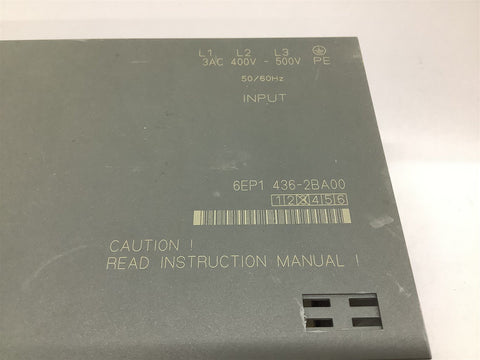 L1 L2 L3
3AC 400V - 500V PE
50/60Hz
INPUT
6EP1 436-2BA00
1 2 X 4 5 6
CAUTION !
READ INSTRUCTION MANUAL !